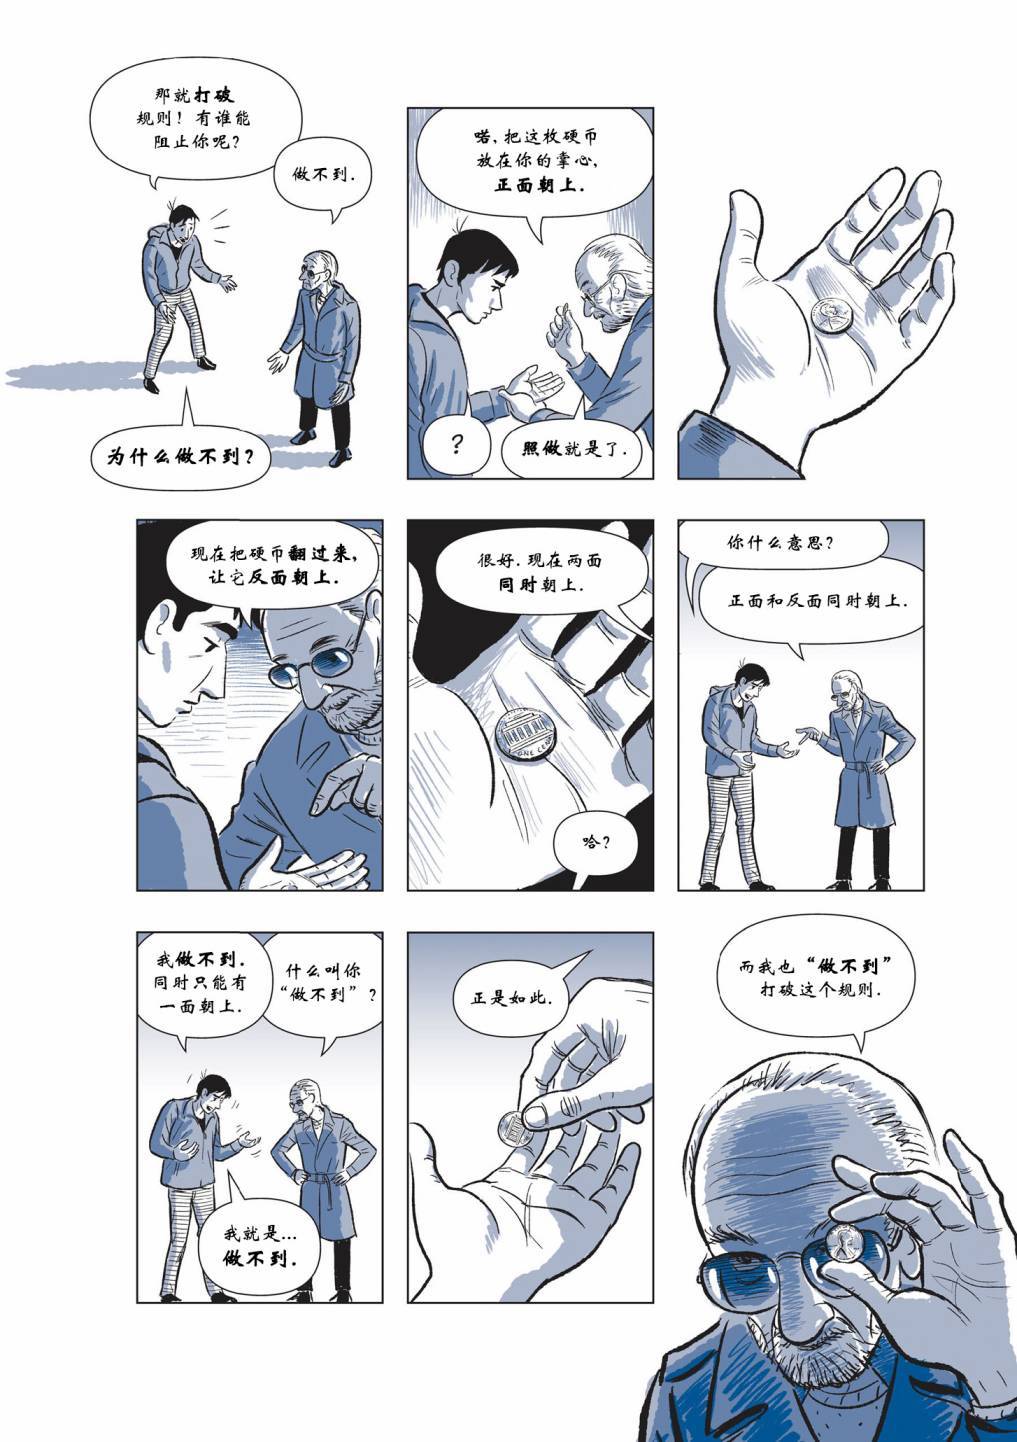 那就打破
规则！有谁能
阻止你呢？
做不到.
为什么做不到？
喏,把这枚硬币
放在你的掌心,
正面朝上.
？
照做就是了.
现在把硬币翻过来,
让它反面朝上.
很好.现在两面
同时朝上.
ONE CENT
哈？
你什么意思？
正面和反面同时朝上.
我做不到.
同时只能有
一面朝上.
什么叫你
“做不到”？
我就是…
做不到.
正是如此.
而我也“做不到”
打破这个规则.